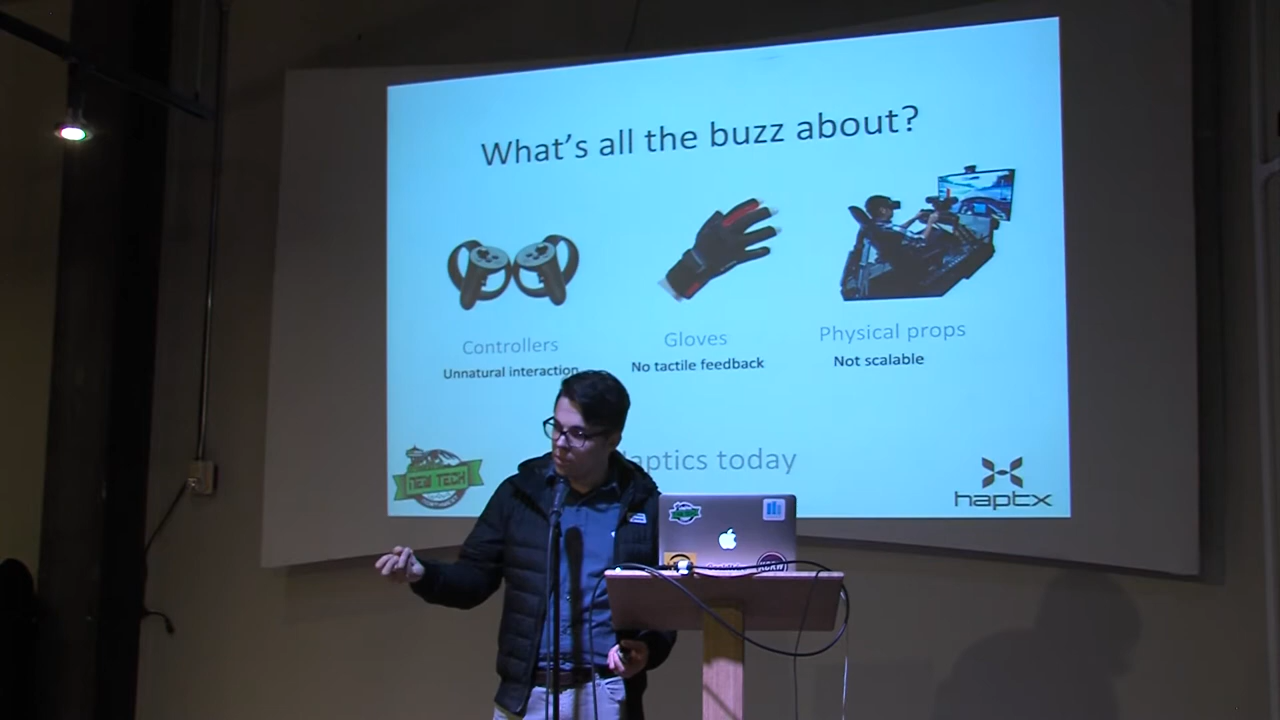 What's all the buzz about?
Controllers
Gloves
Physical props
Unnatural interaction
No tactile feedback
Not scalable
aptics today
NEW TECH
haptx